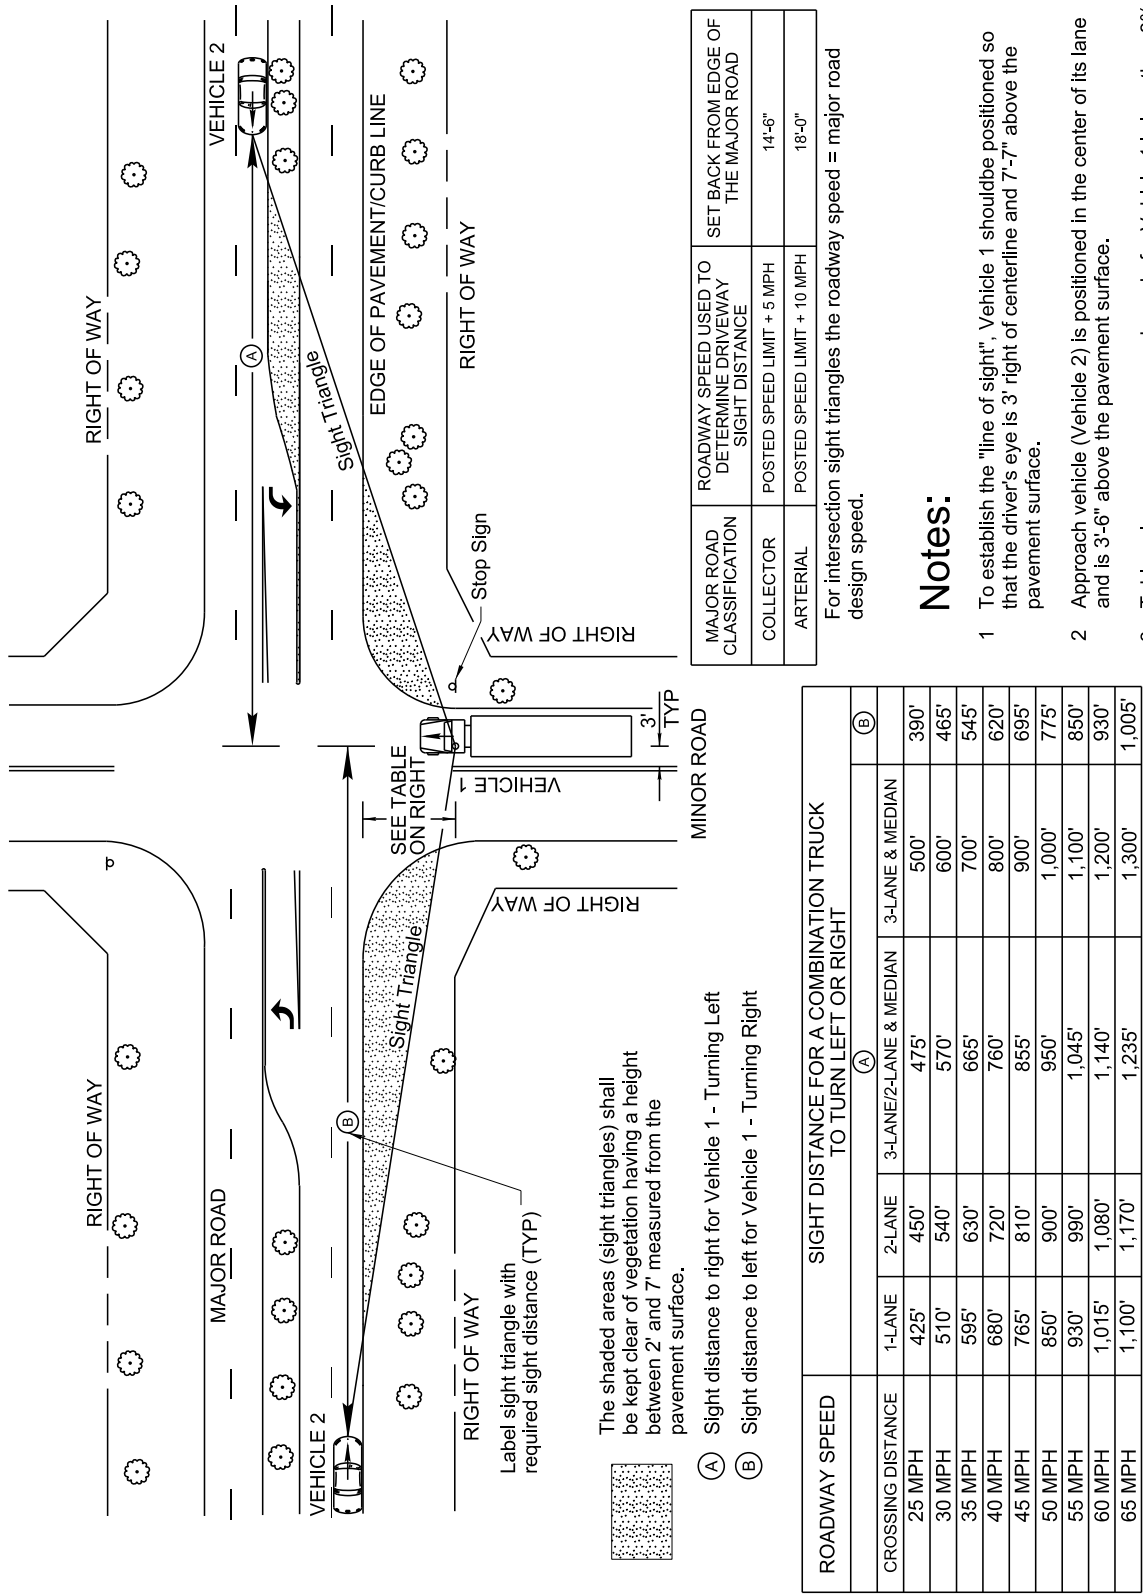 RIGHT OF WAY
RIGHT OF WAY
VEHICLE 2
MAJOR ROAD
A
B
Sight Triangle
Sight Triangle
EDGE OF PAVEMENT/CURB LINE
VEHICLE 2
SEE TABLE
ON RIGHT
RIGHT OF WAY
RIGHT OF WAY
RIGHT OF WAY
RIGHT OF WAY
VEHICLE 1
3'
TYP
Stop Sign
MINOR ROAD
Label sight triangle with
required sight distance (TYP)
The shaded areas (sight triangles) shall
be kept clear of vegetation having a height
between 2' and 7' measured from the
pavement surface.
A Sight distance to right for Vehicle 1 - Turning Left
B Sight distance to left for Vehicle 1 - Turning Right
MAJOR ROAD
CLASSIFICATION
ROADWAY SPEED USED TO
DETERMINE DRIVEWAY
SIGHT DISTANCE
SET BACK FROM EDGE OF
THE MAJOR ROAD
COLLECTOR POSTED SPEED LIMIT + 5 MPH 14'-6"
ARTERIAL POSTED SPEED LIMIT + 10 MPH 18'-0"
For intersection sight triangles the roadway speed = major road
design speed.
ROADWAY SPEED
SIGHT DISTANCE FOR A COMBINATION TRUCK
TO TURN LEFT OR RIGHT
A B
CROSSING DISTANCE 1-LANE 2-LANE 3-LANE/2-LANE & MEDIAN 3-LANE & MEDIAN
25 MPH 425' 450' 475' 500' 390'
30 MPH 510' 540' 570' 600' 465'
35 MPH 595' 630' 665' 700' 545'
40 MPH 680' 720' 760' 800' 620'
45 MPH 765' 810' 855' 900' 695'
50 MPH 850' 900' 950' 1,000' 775'
55 MPH 930' 990' 1,045' 1,100' 850'
60 MPH 1,015' 1,080' 1,140' 1,200' 930'
65 MPH 1,100' 1,170' 1,235' 1,300' 1,005'
Notes:
1 To establish the "line of sight", Vehicle 1 shouldbe positioned so
that the driver's eye is 3' right of centerline and 7'-7" above the
pavement surface.
2 Approach vehicle (Vehicle 2) is positioned in the center of its lane
and is 3'-6" above the pavement surface.